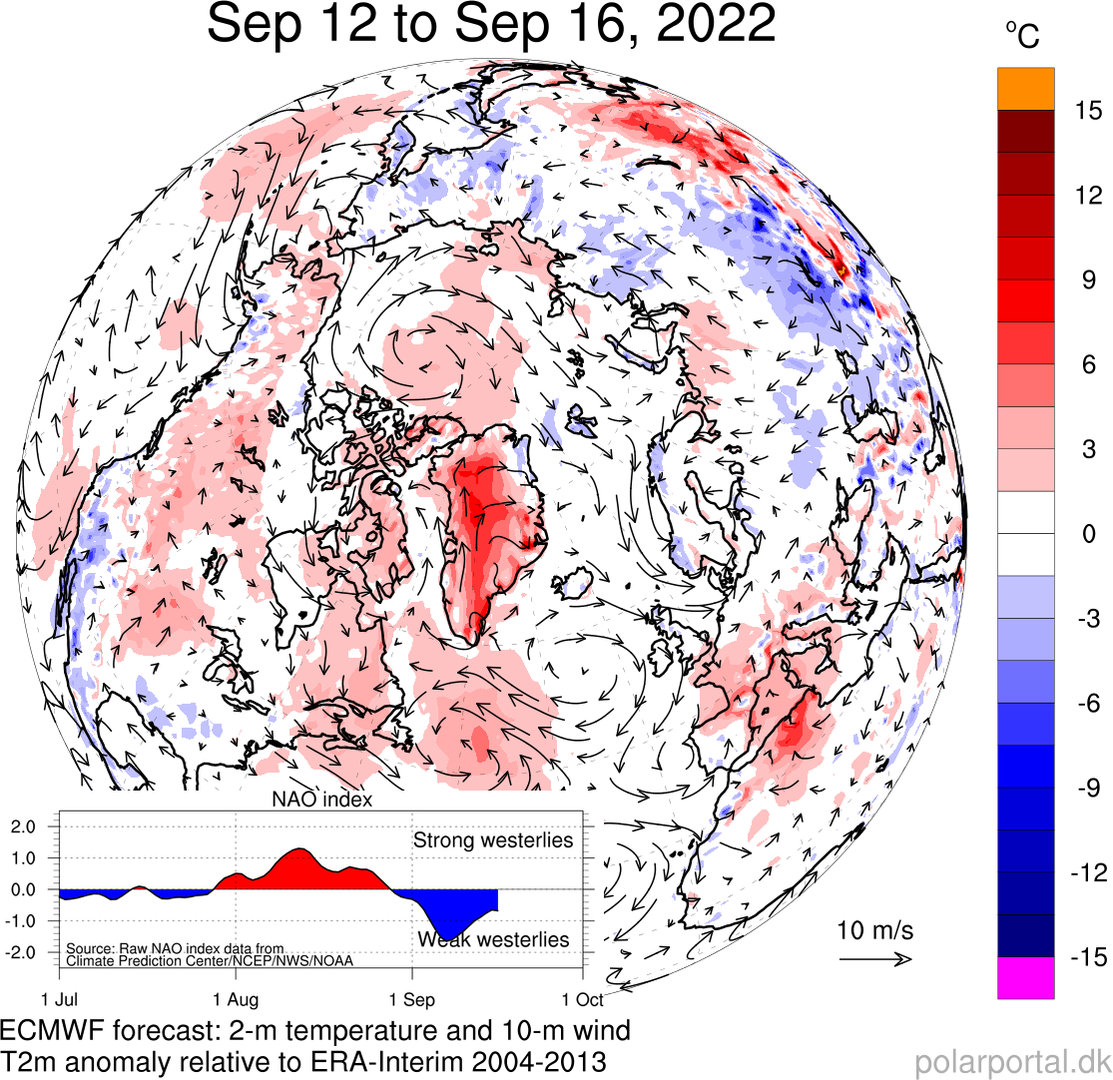 Sep 12 to Sep 16, 2022
°C
15
12
9
6
3
0
-3
-6
-9
-12
-15
10 m/s
NAO index
2.0
1.0
0.0
-1.0
-2.0
Strong westerlies
Weak westerlies
Source: Raw NAO index data from
Climate Prediction Center/NCEP/NWS/NOAA
1 Jul 1 Aug 1 Sep 1 Oct
ECMWF forecast: 2-m temperature and 10-m wind
T2m anomaly relative to ERA-Interim 2004-2013
polarportal.dk